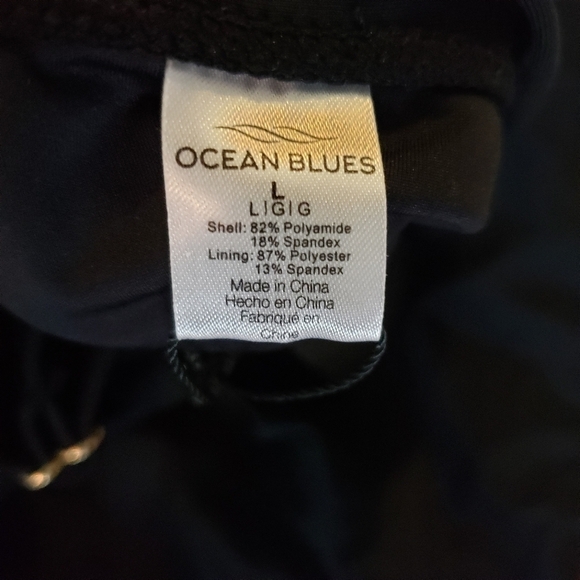 OCEAN BLUES
L
L|G|G
Shell: 82% Polyamide
18% Spandex
Lining: 87% Polyester
13% Spandex
Made in China
Hecho en China
Fabriqué en
Chine